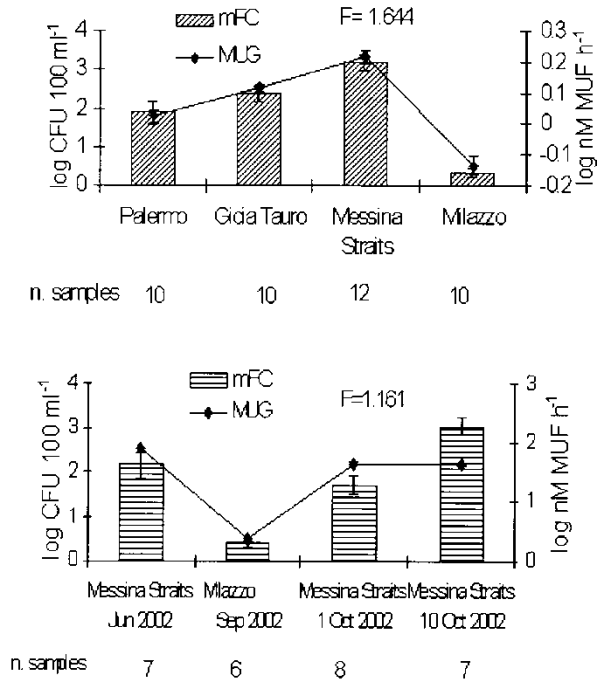 mFC
MUG
F= 1.644
log CFU 100 ml-1
4
3
2
1
0
0.3
0.2
0.1
0
-0.1
-0.2
log nM MUF h-1
Palermo Gioia Tauro Messina Straits Milazzo
n. samples 10 10 12 10
mFC
MUG
F=1.161
log CFU 100 ml-1
4
3
2
1
0
3
2
1
0
log nM MUF h-1
Messina Straits Milazzo Messina Straits Messina Straits
Jun 2002 Sep 2002 1 Oct 2002 10 Oct 2002
n. samples 7 6 8 7